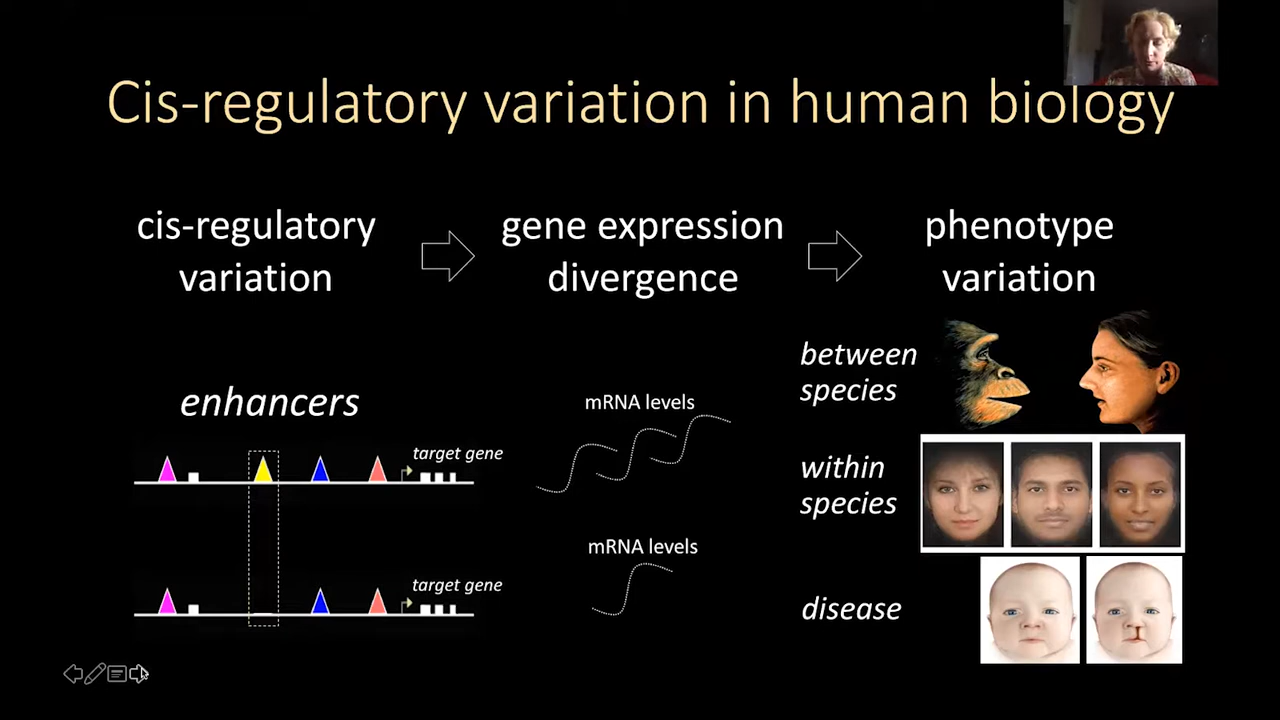 Cis-regulatory variation in human biology
cis-regulatory
variation
gene expression
divergence
phenotype
variation
enhancers
target gene
target gene
mRNA levels
mRNA levels
between
species
within
species
disease